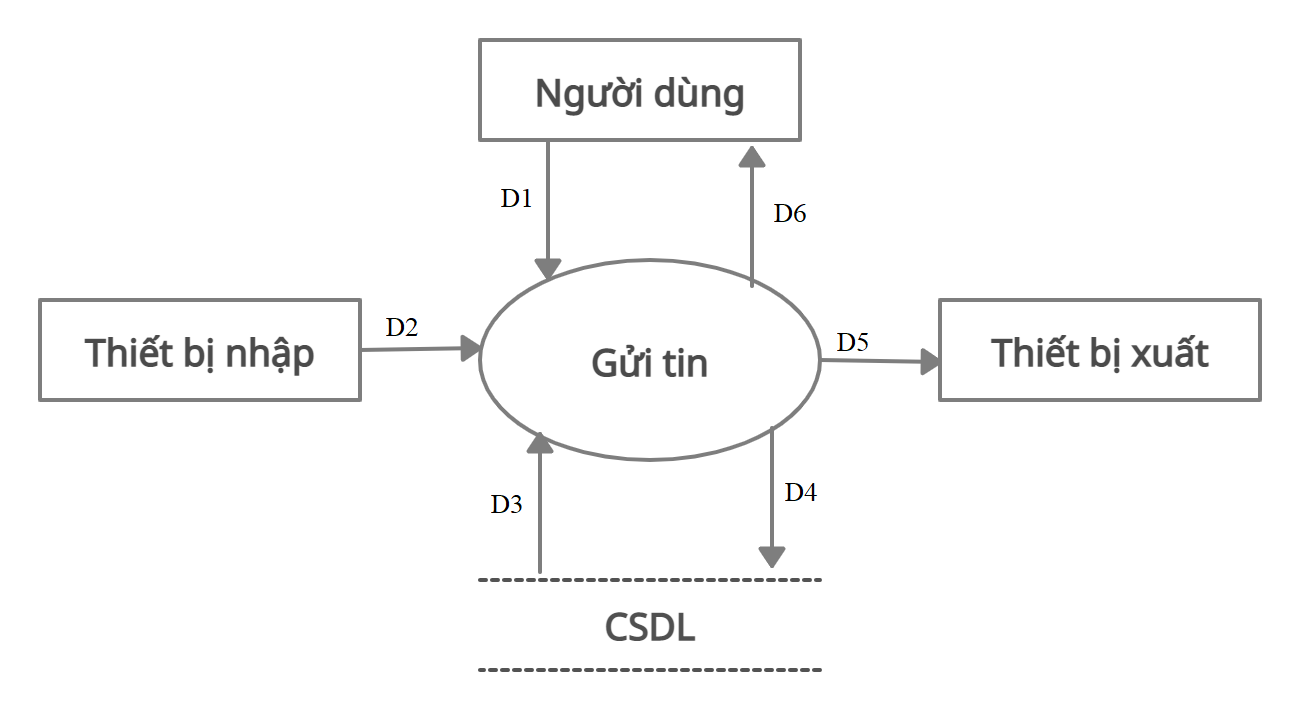 Người dùng
D1
D6
Thiết bị nhập
D2
Gửi tin
D5
Thiết bị xuất
D3
D4
CSDL